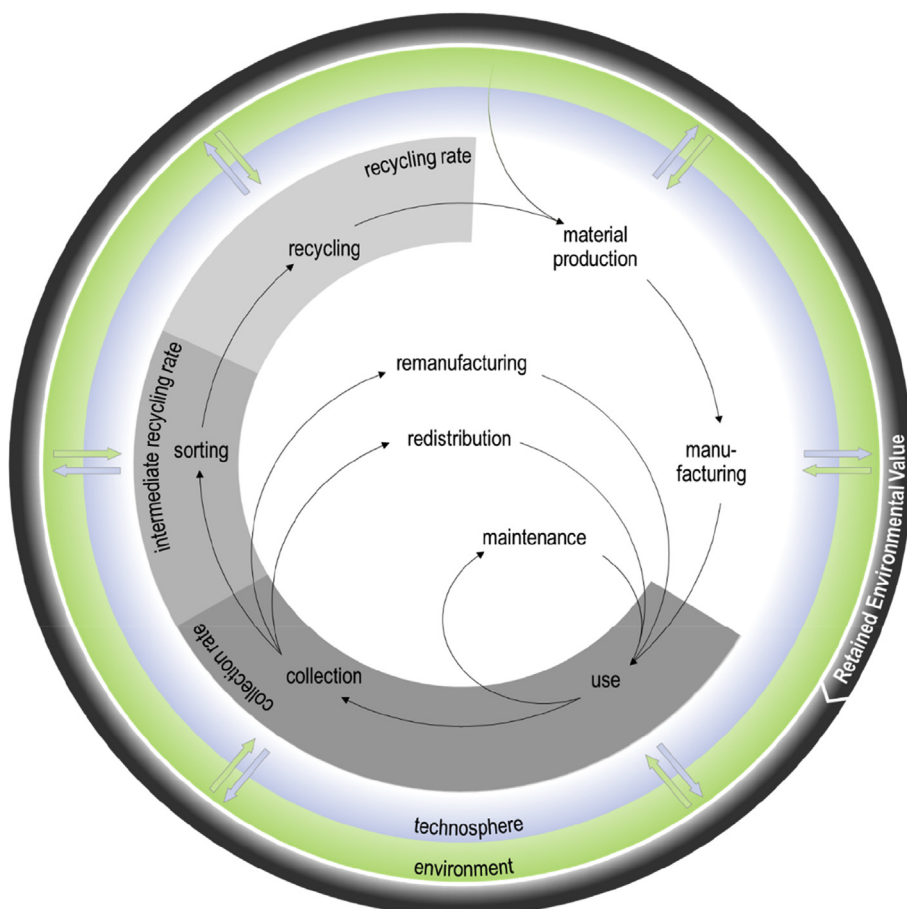 recycling rate
recycling
material
production
remanufacturing
intermediate recycling rate
sorting
redistribution
manu-
facturing
maintenance
Retained Environmental Value
collection rate
collection
use
technosphere
environment